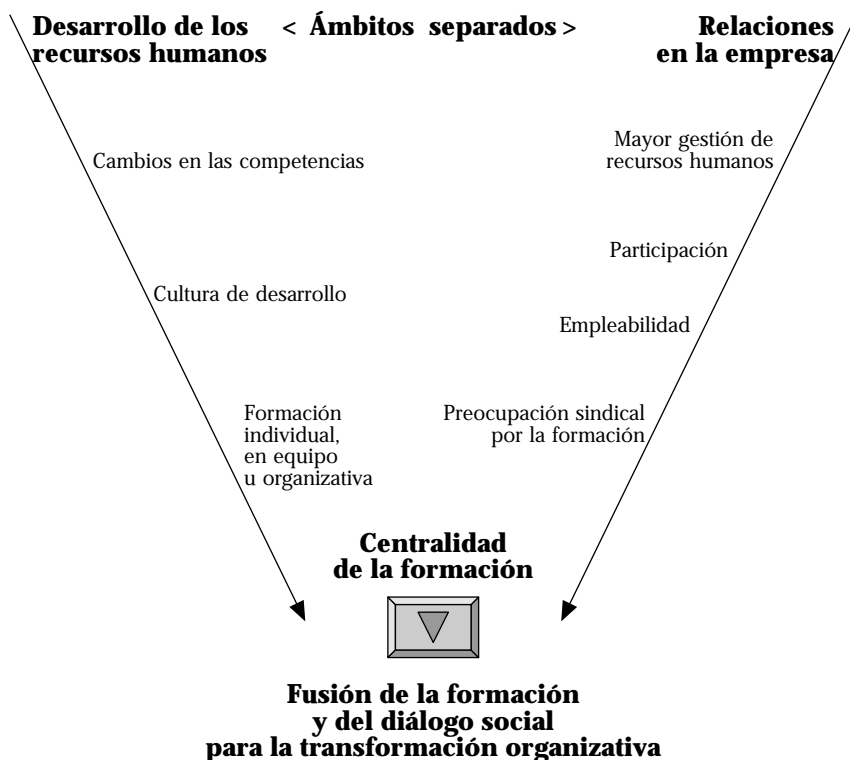 Desarrollo de los < Ámbitos separados > Relaciones
recursos humanos en la empresa
Cambios en las competencias
Cultura de desarrollo
Formación
individual,
en equipo
u organizativa
Mayor gestión de
recursos humanos
Participación
Empleabilidad
Preocupación sindical
por la formación
Centralidad
de la formación
Fusión de la formación
y del diálogo social
para la transformación organizativa